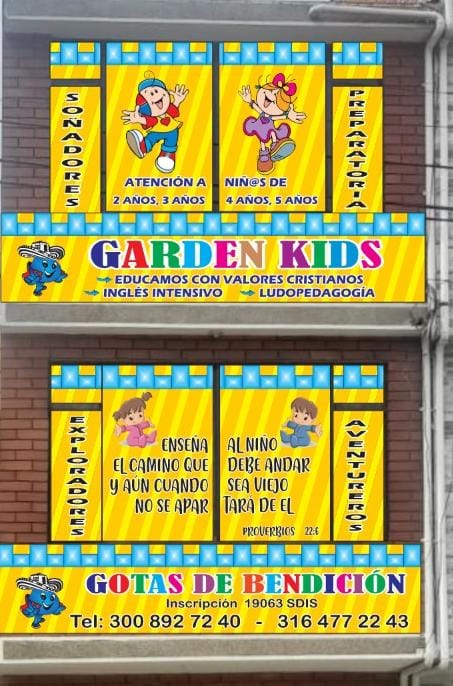 SOÑADORES
PREPARATORIA
ATENCIÓN A NIÑ@S DE
2 AÑOS, 3 AÑOS 4 AÑOS, 5 AÑOS
GARDEN KIDS
EDUCAMOS CON VALORES CRISTIANOS
INGLÈS INTENSIVO LUDOPEDAGOGÍA
EXPLORADORES
AVENTUREROS
ENSEÑA AL NIÑO
EL CAMINO QUE DEBE ANDAR
Y AÚN CUANDO SEA VIEJO
NO SE APAR TARÁ DE EL
PROVERBIOS 22:6
GOTAS DE BENDICIÓN
Inscripción 19063 SDIS
Tel: 300 892 72 40 - 316 477 22 43